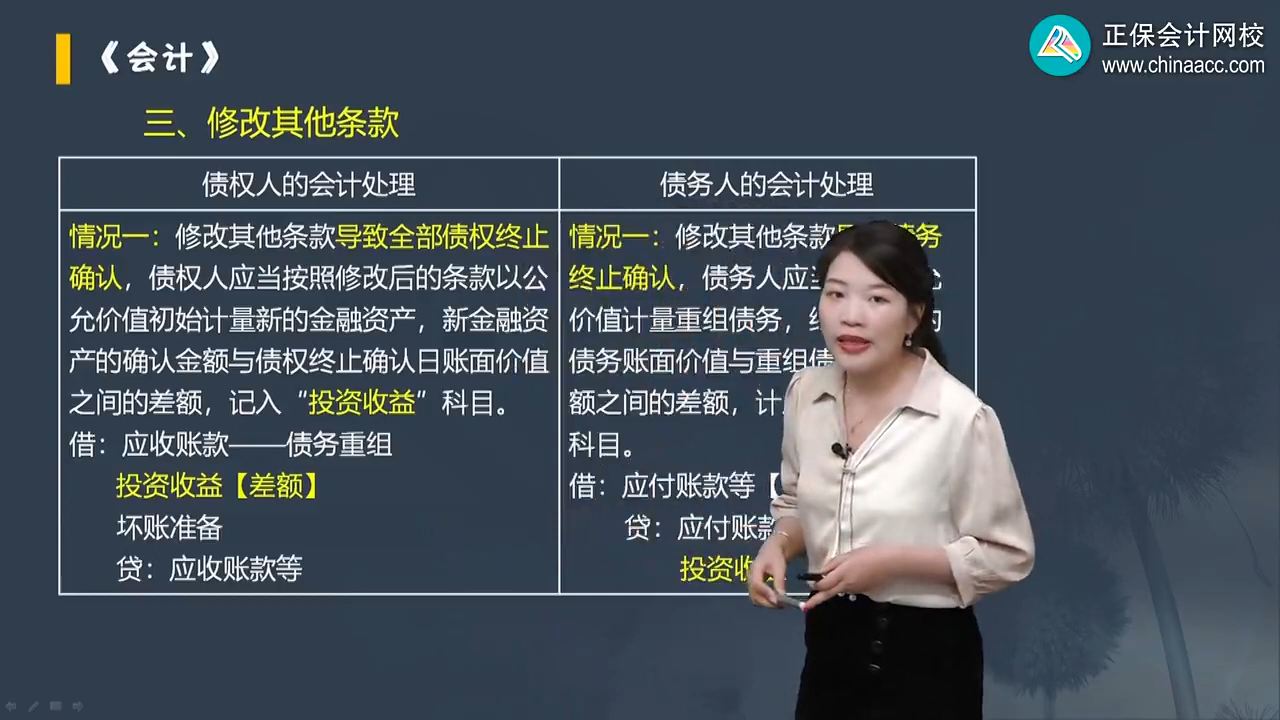 《会计》
正保会计网校
www.chinaacc.com
三、修改其他条款
债权人的会计处理
情况一：修改其他条款导致全部债权终止
确认，债权人应当按照修改后的条款以公
允价值初始计量新的金融资产，新金融资
产的确认金额与债权终止确认日账面价值
之间的差额，记入“投资收益”科目。
借：应收账款——债务重组
投资收益【差额】
坏账准备
贷：应收账款等
债务人的会计处理
情况一：修改其他条款 债务
终止确认，债务人应
价值计量重组债务，
债务账面价值与重组债
额之间的差额，计
科目。
借：应付账款等【
贷：应付账款
投资收